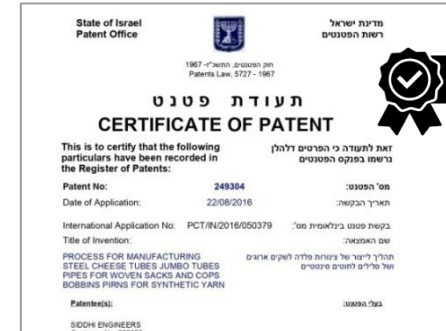 State of Israel
Patent Office
מדינת ישראל
רשות הפטנטים
חוק הפטנטים, התשכ"ז - 1967
Patents Law, 5727 - 1967
תעודת פטנט
CERTIFICATE OF PATENT
This is to certify that the following
particulars have been recorded in
the Register of Patents:
זאת לתעודה כי הפרטים דלהלן
נרשמו בפנקס הפטנטים
Patent No: 249304 מס' הפטנט:
Date of Application: 22/08/2016 תאריך הבקשה:
International Application No: PCT/IN/2016/050379 בקשת פטנט בינלאומית מס':
Title of Invention: שם האמצאה:
PROCESS FOR MANUFACTURING
STEEL CHEESE TUBES JUMBO TUBES
PIPES FOR WOVEN SACKS AND COPS
BOBBINS PIRNS FOR SYNTHETIC YARN
תהליך לייצור של צינורות פלדה לשקים ארוגים
ושל סלילים לחוטים סינטטיים
Patentee(s): בעלי הפטנט:
SIDDHI ENGINEERS